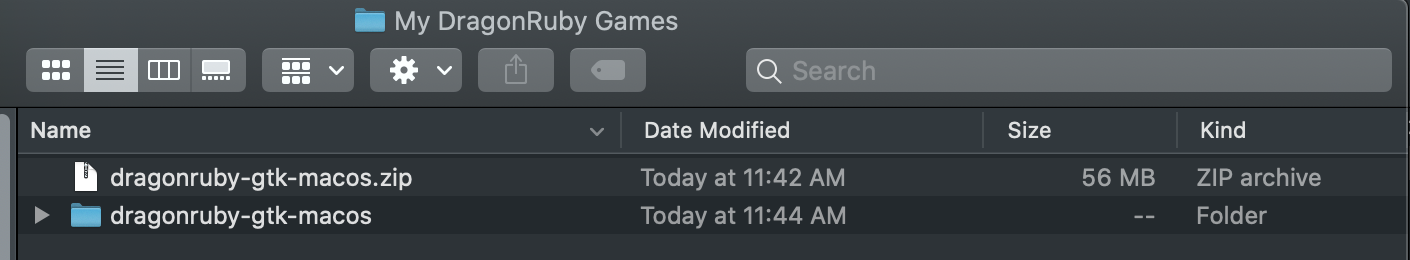 My DragonRuby Games
Search
Name Date Modified Size Kind
dragonruby-gtk-macos.zip Today at 11:42 AM 56 MB ZIP archive
dragonruby-gtk-macos Today at 11:44 AM -- Folder